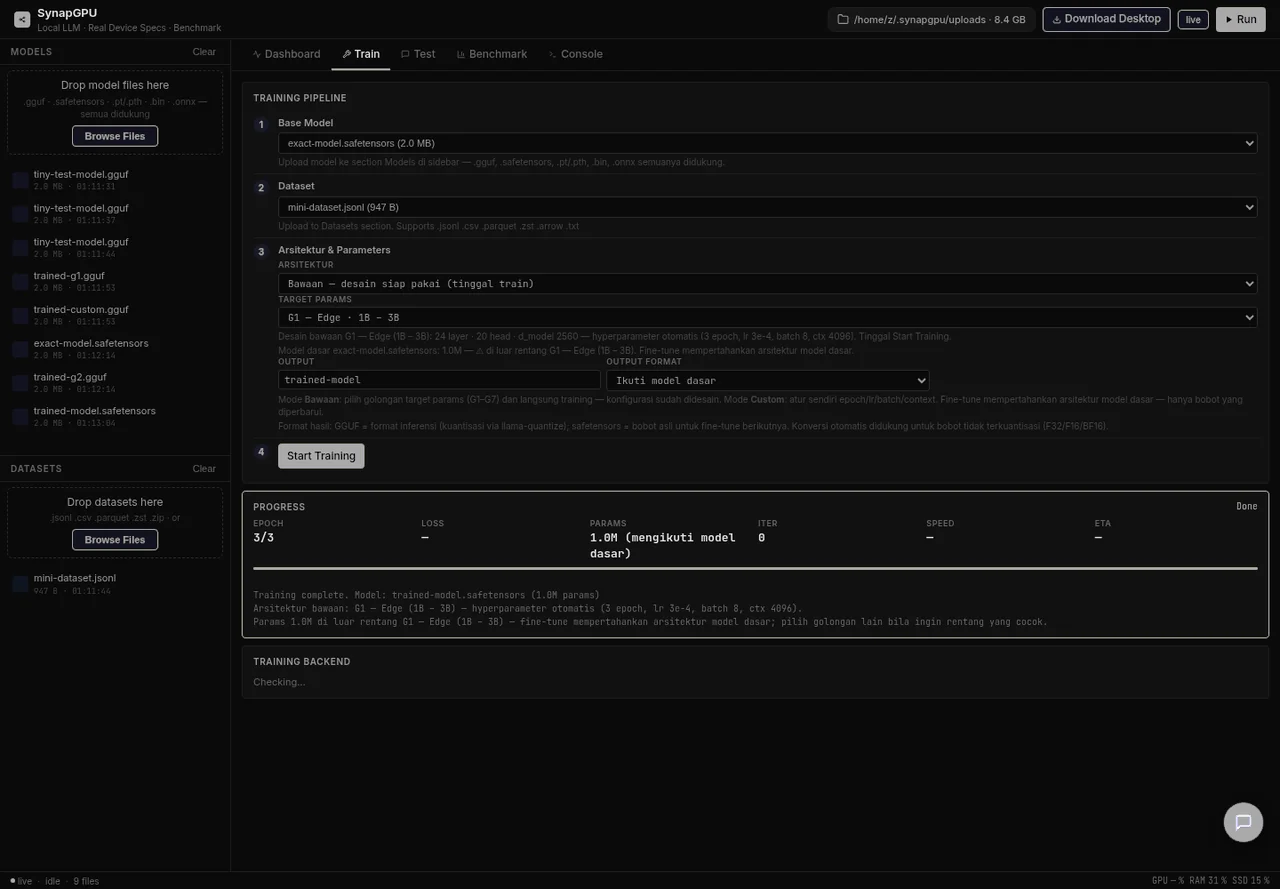 SynapGPU
Local LLM · Real Device Specs · Benchmark
/home/z/.synapgpu/uploads · 8.4 GB
Download Desktop
live
Run
MODELS
Clear
Drop model files here
.gguf · .safetensors · .pt/.pth · .bin · .onnx —
semua didukung
Browse Files
tiny-test-model.gguf
2.0 MB · 01:11:31
tiny-test-model.gguf
2.0 MB · 01:11:37
tiny-test-model.gguf
2.0 MB · 01:11:44
trained-g1.gguf
2.0 MB · 01:11:53
trained-custom.gguf
2.0 MB · 01:11:53
exact-model.safetensors
2.0 MB · 01:12:14
trained-g2.gguf
2.0 MB · 01:12:14
trained-model.safetensors
2.0 MB · 01:13:04
DATASETS
Clear
Drop datasets here
.jsonl .csv .parquet .zst .zip · or
Browse Files
mini-dataset.jsonl
947 B · 01:11:44
Dashboard
Train
Test
Benchmark
Console
TRAINING PIPELINE
1
Base Model
exact-model.safetensors (2.0 MB)
Upload model ke section Models di sidebar — .gguf, .safetensors, .pt/.pth, .bin, .onnx semuanya didukung.
2
Dataset
mini-dataset.jsonl (947 B)
Upload to Datasets section. Supports .jsonl .csv .parquet .zst .arrow .txt
3
Arsitektur & Parameters
ARSITEKTUR
Bawaan — desain siap pakai (tinggal train)
TARGET PARAMS
G1 — Edge · 1B – 3B
Desain bawaan G1 — Edge (1B – 3B): 24 layer · 20 head · d_model 2560 — hyperparameter otomatis (3 epoch, lr 3e-4, batch 8, ctx 4096). Tinggal Start Training.
Model dasar exact-model.safetensors: 1.0M — ⚠ di luar rentang G1 — Edge (1B – 3B). Fine-tune mempertahankan arsitektur model dasar.
OUTPUT
OUTPUT FORMAT
trained-model
Ikuti model dasar
Mode Bawaan: pilih golongan target params (G1–G7) dan langsung training — konfigurasi sudah didesain. Mode Custom: atur sendiri epoch/lr/batch/context. Fine-tune mempertahankan arsitektur model dasar — hanya bobot yang
diperbarui.
Format hasil: GGUF = format inferensi (kuantisasi via llama-quantize), safetensors = bobot asli untuk fine-tune berikutnya. Konversi otomatis didukung untuk bobot tidak terkuantisasi (F32/F16/BF16).
4
Start Training
PROGRESS
Done
EPOCH
LOSS
PARAMS
ITER
SPEED
ETA
3/3
—
1.0M (mengikuti model
dasar)
0
—
—
Training complete. Model: trained-model.safetensors (1.0M params)
Arsitektur bawaan: G1 — Edge (1B – 3B) — hyperparameter otomatis (3 epoch, lr 3e-4, batch 8, ctx 4096).
Params 1.0M di luar rentang G1 — Edge (1B – 3B) — fine-tune mempertahankan arsitektur model dasar; pilih golongan lain bila ingin rentang yang cocok.
TRAINING BACKEND
Checking...
live · idle · 9 files
GPU — % RAM 31 % SSD 15 %